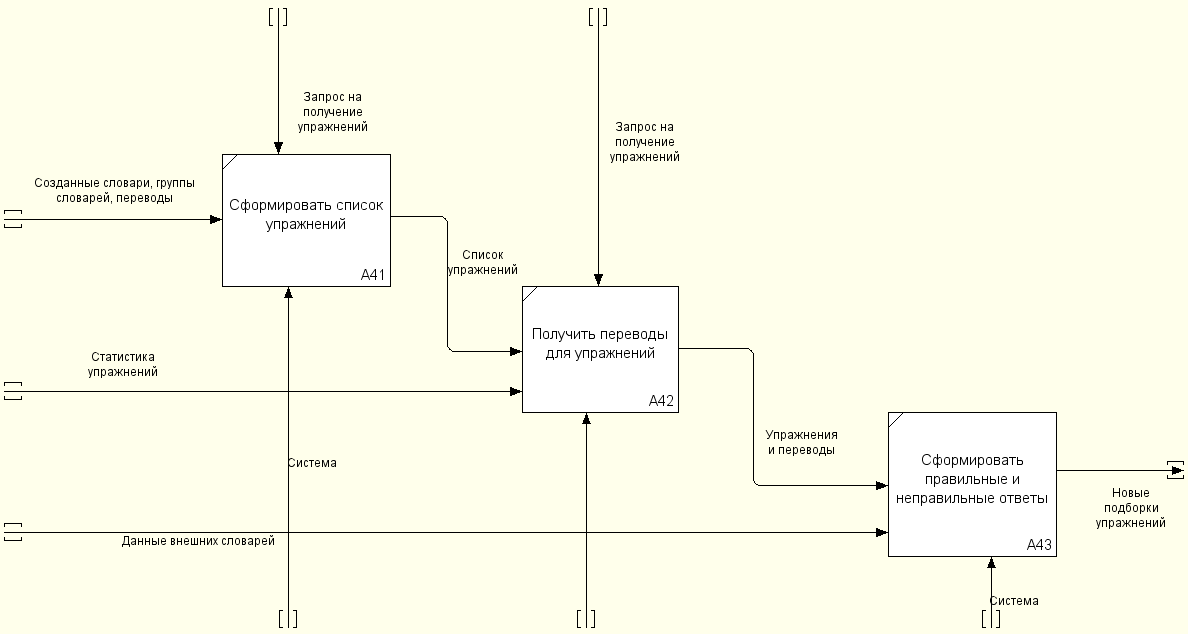 Запрос на
получение
упражнений
Запрос на
получение
упражнений
Созданные словари, группы
словарей, переводы
Сформировать список
упражнений
A41
Список
упражнений
Получить переводы
для упражнений
A42
Статистика
упражнений
Упражнения
и переводы
Система
Сформировать
правильные и
неправильные ответы
A43
Новые
подборки
упражнений
Данные внешних словарей
Система